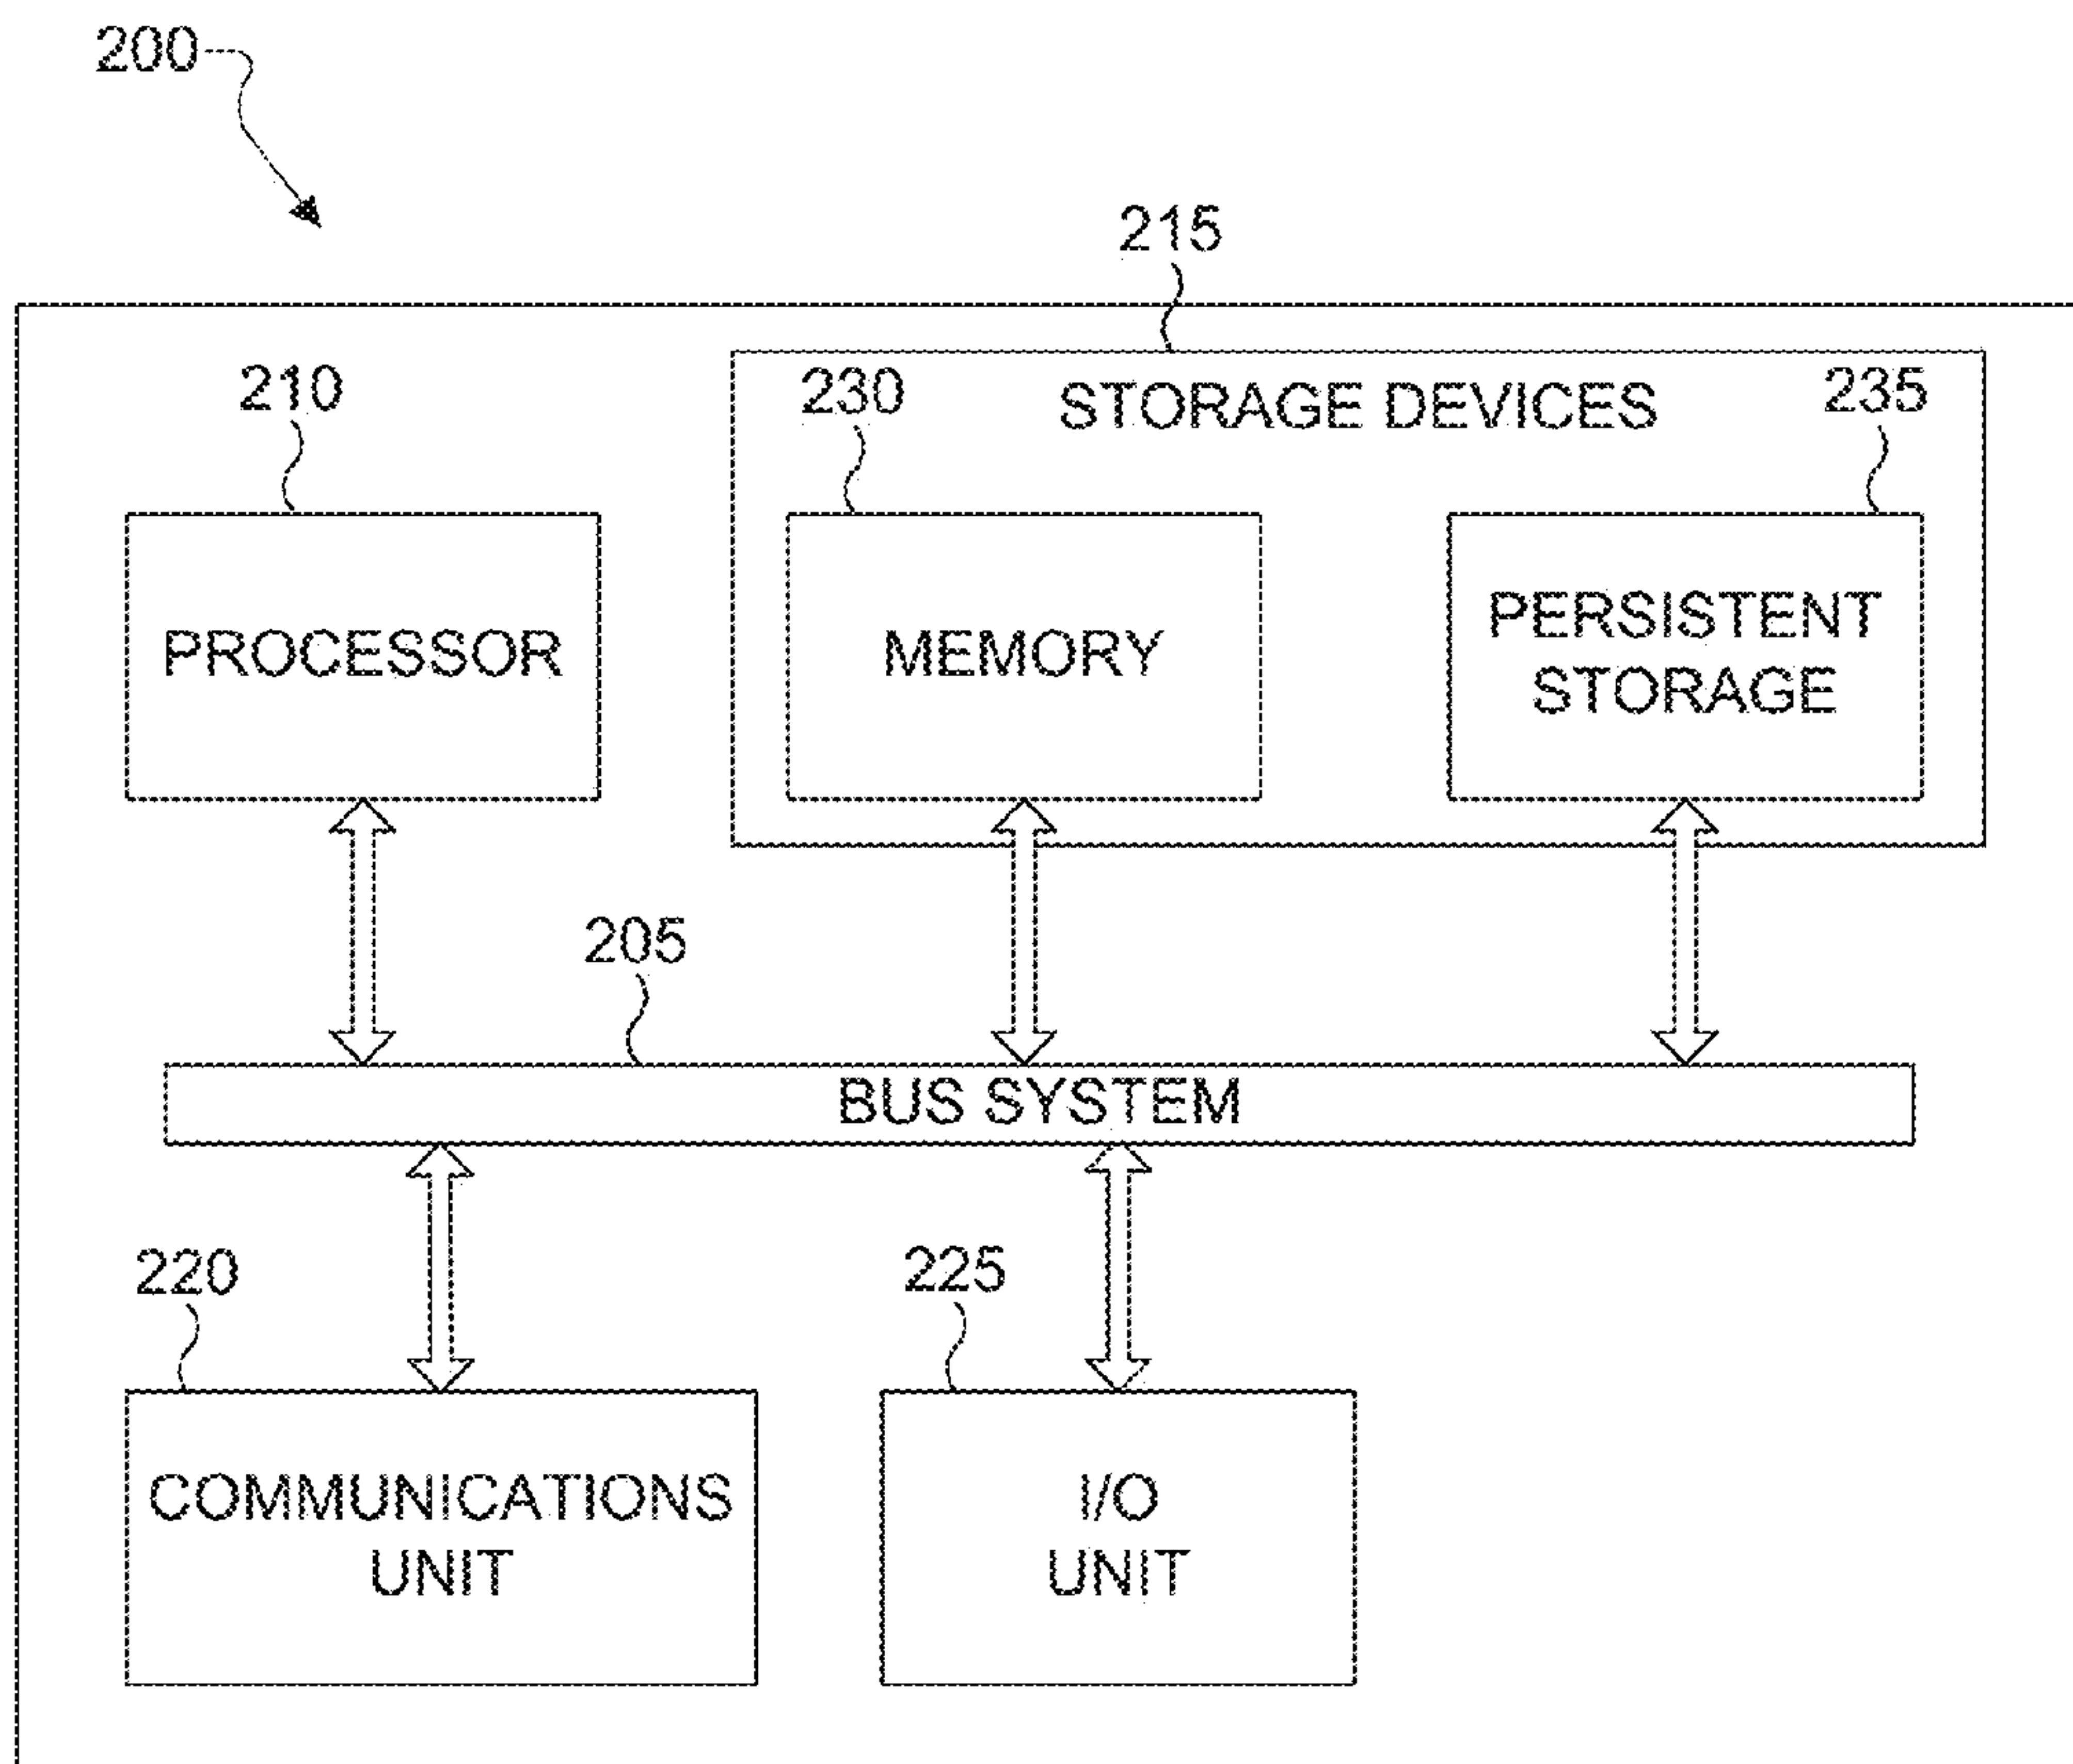 200
215
210
230
STORAGE DEVICES
235
PROCESSOR
MEMORY
PERSISTENT
STORAGE
205
BUS SYSTEM
220
225
COMMUNICATIONS
UNIT
I/O
UNIT